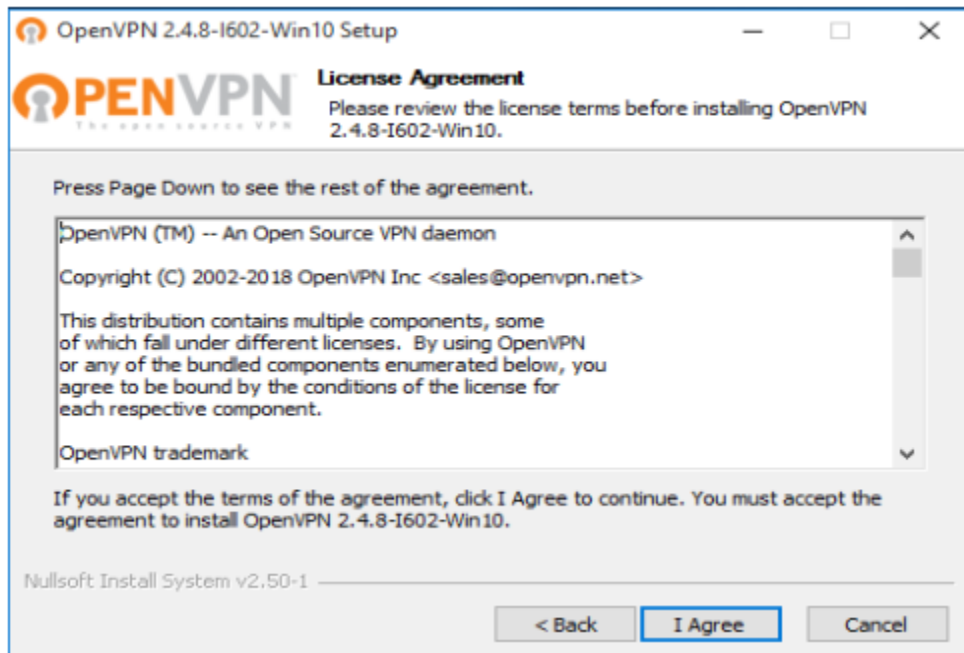 OpenVPN 2.4.8-I602-Win10 Setup
OPENVPN
The open source VPN
License Agreement
Please review the license terms before installing OpenVPN
2.4.8-I602-Win10.
Press Page Down to see the rest of the agreement.
OpenVPN (TM) -- An Open Source VPN daemon
Copyright (C) 2002-2018 OpenVPN Inc <sales@openvpn.net>
This distribution contains multiple components, some
of which fall under different licenses.  By using OpenVPN
or any of the bundled components enumerated below, you
agree to be bound by the conditions of the license for
each respective component.
OpenVPN trademark
If you accept the terms of the agreement, click I Agree to continue. You must accept the
agreement to install OpenVPN 2.4.8-I602-Win10.
Nullsoft Install System v2.50-1
< Back
I Agree
Cancel